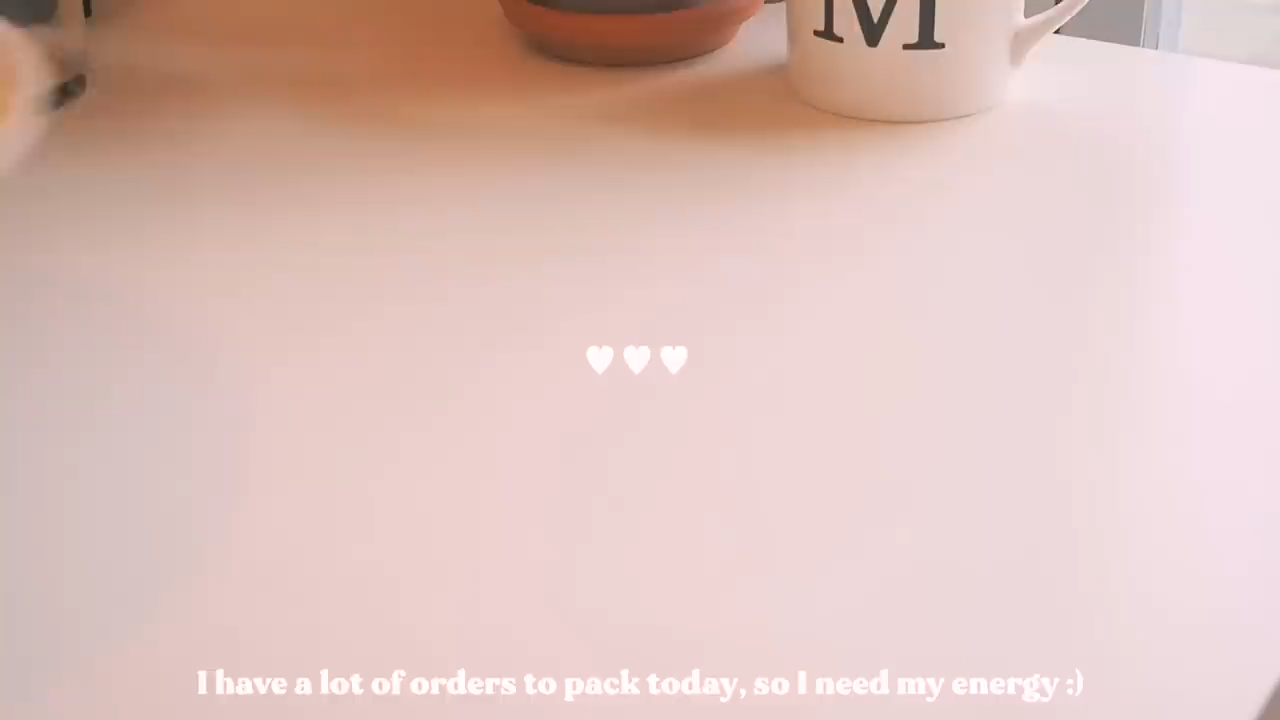 M
♥♥♥
I have a lot of orders to pack today, so I need my energy :)